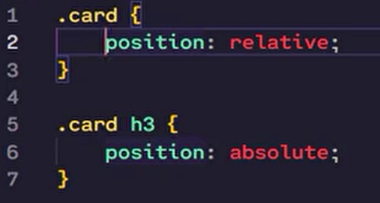 1 .card {
2     position: relative;
3 }
4
5 .card h3 {
6     position: absolute;
7 }